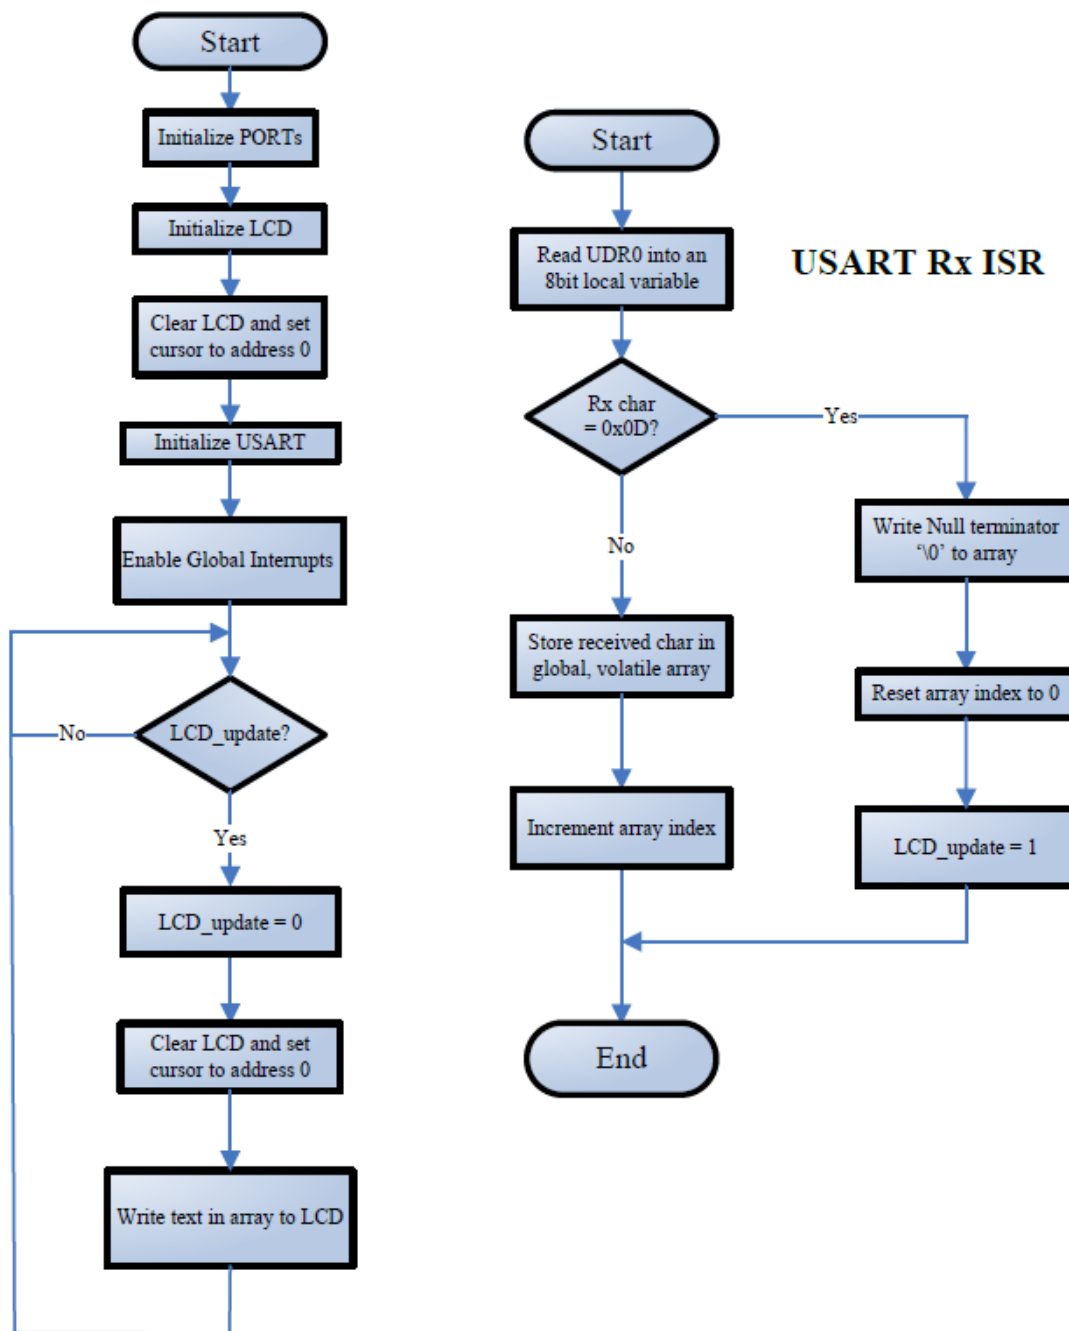 Start
Initialize PORTs
Initialize LCD
Clear LCD and set
cursor to address 0
Initialize USART
Enable Global Interrupts
LCD_update?
No
Yes
LCD_update = 0
Clear LCD and set
cursor to address 0
Write text in array to LCD
USART Rx ISR
Start
Read UDR0 into an
8bit local variable
Rx char
= 0x0D?
Yes
No
Store received char in
global, volatile array
Increment array index
Write Null terminator
‘\0’ to array
Reset array index to 0
LCD_update = 1
End